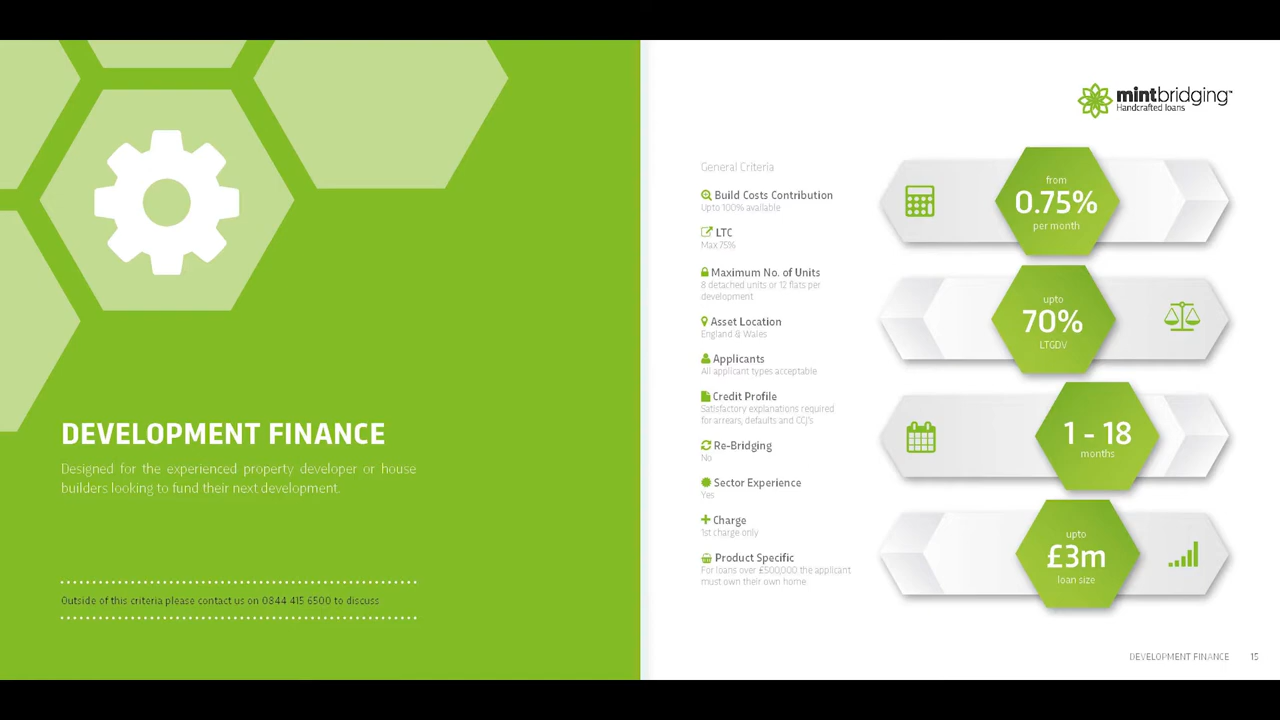 DEVELOPMENT FINANCE
Designed for the experienced property developer or house
builders looking to fund their next development.
Outside of this criteria please contact us on 0844 415 6500 to discuss
mintbridging™
Handcrafted loans
General Criteria
Build Costs Contribution
Upto 100% available
LTC
Max 75%
Maximum No. of Units
8 detached units or 12 flats per
development
Asset Location
England & Wales
Applicants
All applicant types acceptable
Credit Profile
Satisfactory explanations required
for arrears, defaults and CCJ's
Re-Bridging
No
Sector Experience
Yes
Charge
1st charge only
Product Specific
For loans over £500,000 the applicant
must own their own home
from
0.75%
per month
upto
70%
LTGDV
1 - 18
months
upto
£3m
loan size
DEVELOPMENT FINANCE 15